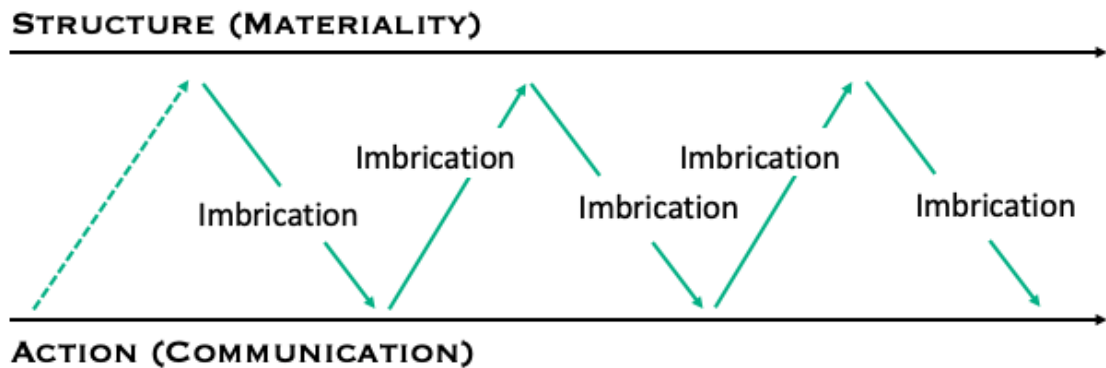 STRUCTURE (MATERIALITY)
Imbrication
Imbrication
Imbrication
Imbrication
Imbrication
ACTION (COMMUNICATION)